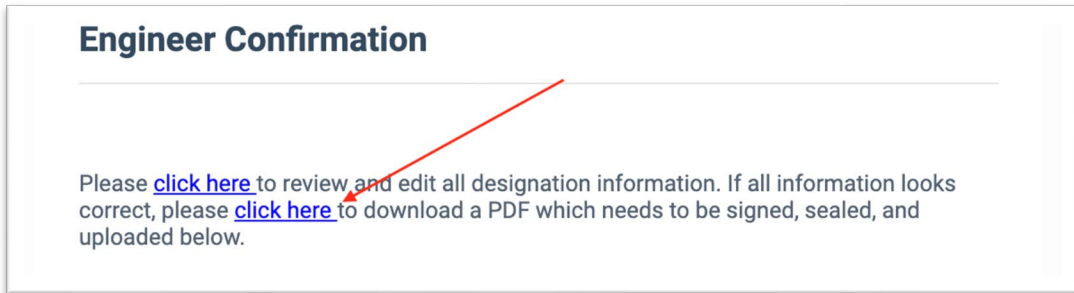 Engineer Confirmation
Please click here to review and edit all designation information. If all information looks
correct, please click here to download a PDF which needs to be signed, sealed, and
uploaded below.